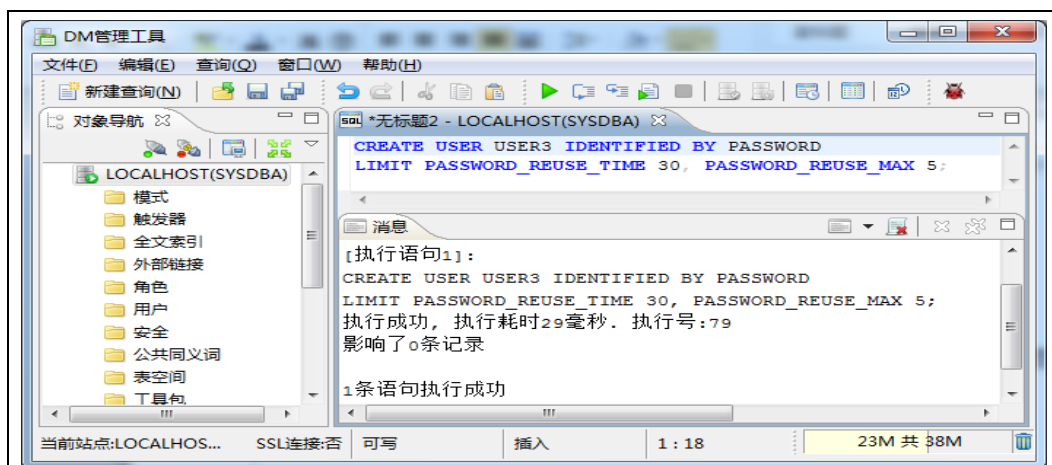 DM管理工具
文件(F) 编辑(E) 查询(Q) 窗口(W) 帮助(H)
新建查询(N)
对象导航
LOCALHOST(SYSDBA)
模式
触发器
全文索引
外部链接
角色
用户
安全
公共同义词
表空间
工具包
*无标题2 - LOCALHOST(SYSDBA)
CREATE USER USER3 IDENTIFIED BY PASSWORD
LIMIT PASSWORD_REUSE_TIME 30, PASSWORD_REUSE_MAX 5;
消息
[执行语句1]:
CREATE USER USER3 IDENTIFIED BY PASSWORD
LIMIT PASSWORD_REUSE_TIME 30, PASSWORD_REUSE_MAX 5;
执行成功, 执行耗时29毫秒. 执行号:79
影响了0条记录
1条语句执行成功
当前站点:LOCALHOS... SSL连接:否 可写 插入 1 : 18 23M 共 38M